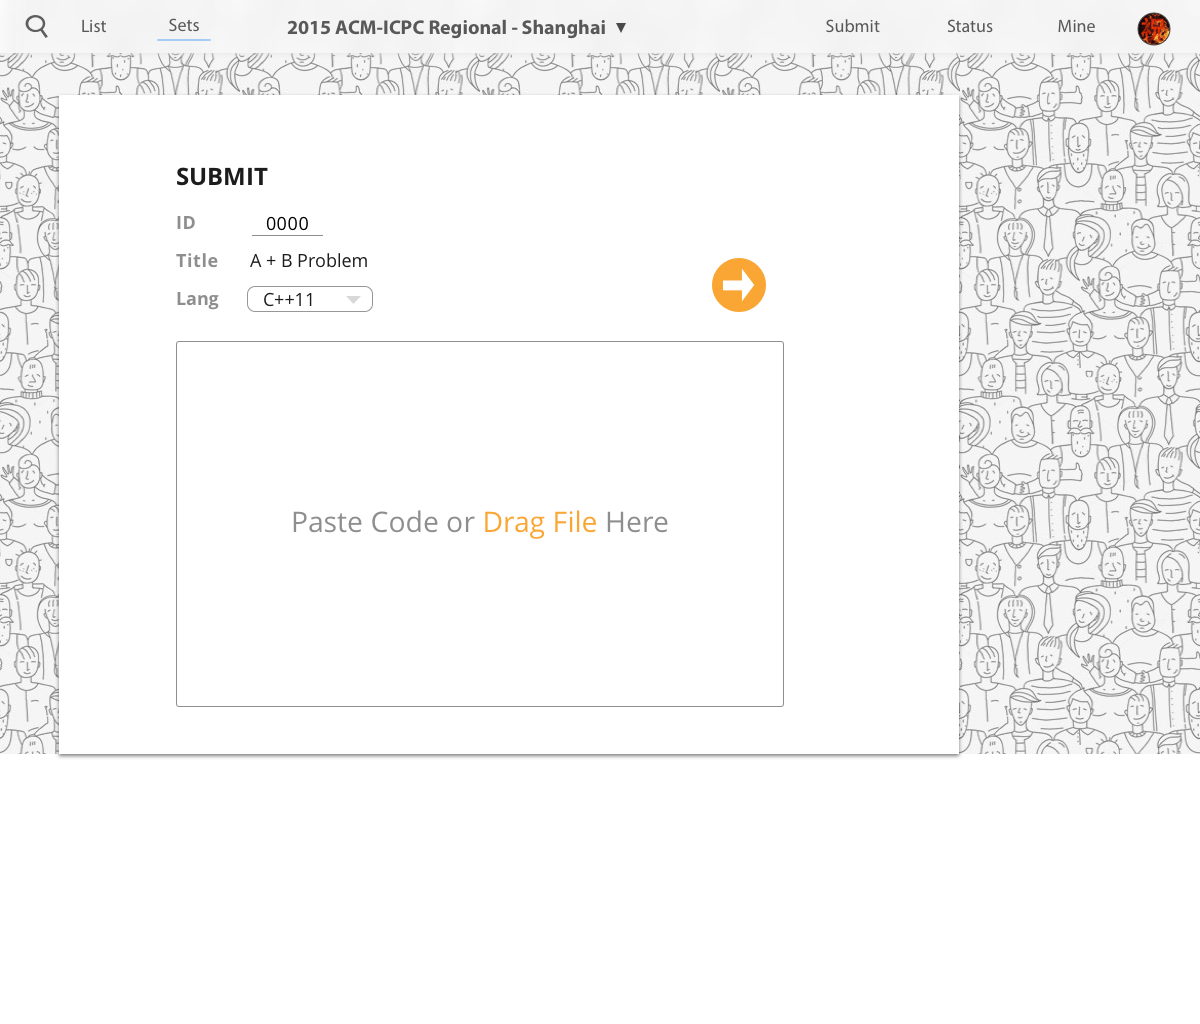 List Sets 2015 ACM-ICPC Regional - Shanghai ▼ Submit Status Mine
SUBMIT
ID 0000
Title A + B Problem
Lang C++11
Paste Code or Drag File Here